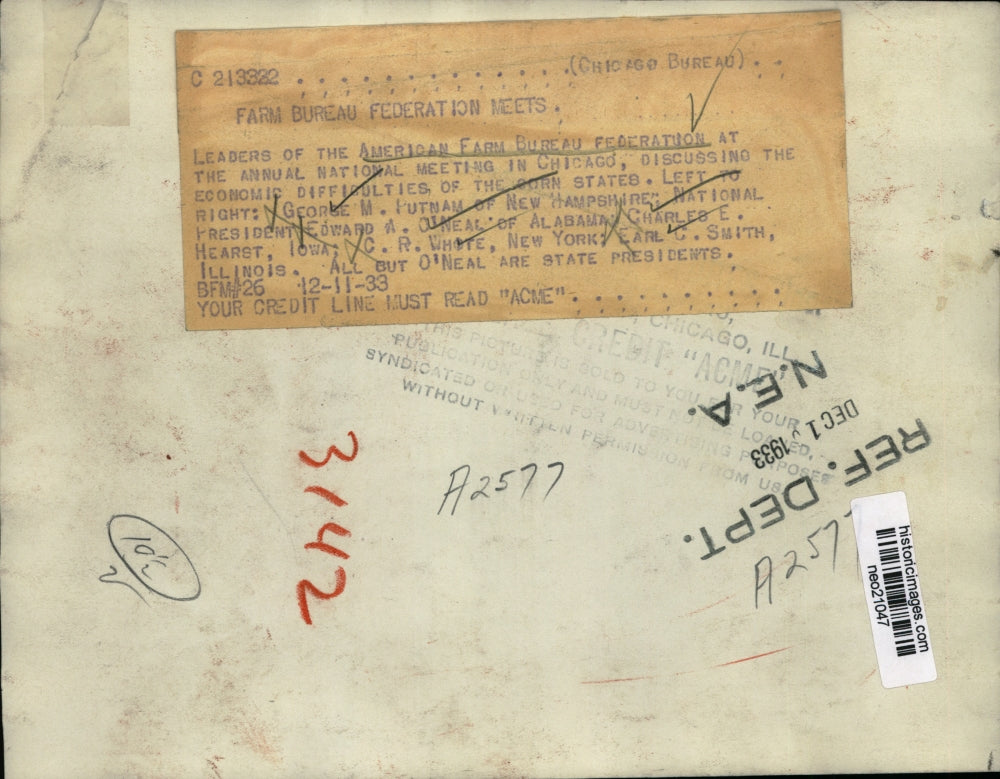 C 213322 . . . . . . . . . . . . . (CHICAGO BUREAU) . .
FARM BUREAU FEDERATION MEETS.
LEADERS OF THE AMERICAN FARM BUREAU FEDERATION AT
THE ANNUAL NATIONAL MEETING IN CHICAGO, DISCUSSING THE
ECONOMIC DIFFICULTIES OF THE CORN STATES. LEFT TO
RIGHT: GEORGE M. PUTNAM OF NEW HAMPSHIRE; NATIONAL
PRESIDENT EDWARD A. O'NEAL OF ALABAMA; CHARLES E.
HEARST, IOWA; C. R. WHITE, NEW YORK; EARL C. SMITH,
ILLINOIS. ALL BUT O'NEAL ARE STATE PRESIDENTS.
BFM#26 12-11-33
YOUR CREDIT LINE MUST READ "ACME" . . . . . . . . . . .
CHICAGO, ILL.
CREDIT "ACME"
THIS PICTURE IS SOLD TO YOU FOR YOUR
PUBLICATION ONLY AND MUST NOT BE LOANED,
SYNDICATED OR USED FOR ADVERTISING PURPOSES
WITHOUT WRITTEN PERMISSION FROM US
N.E.A.
DEC 1 1933
REF. DEPT.
3142
A2577
A257
historicimages.com
neo21047